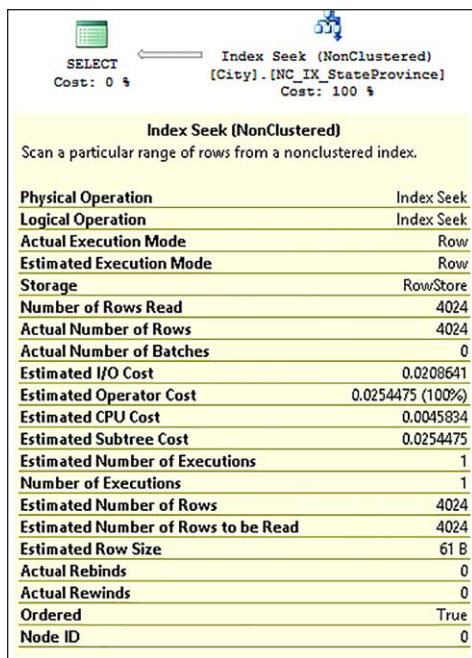 SELECT
Cost: 0 %
Index Seek (NonClustered)
[City].[NC_IX_StateProvince]
Cost: 100 %
Index Seek (NonClustered)
Scan a particular range of rows from a nonclustered index.
Physical Operation Index Seek
Logical Operation Index Seek
Actual Execution Mode Row
Estimated Execution Mode Row
Storage RowStore
Number of Rows Read 4024
Actual Number of Rows 4024
Actual Number of Batches 0
Estimated I/O Cost 0.0208641
Estimated Operator Cost 0.0254475 (100%)
Estimated CPU Cost 0.0045834
Estimated Subtree Cost 0.0254475
Estimated Number of Executions 1
Number of Executions 1
Estimated Number of Rows 4024
Estimated Number of Rows to be Read 4024
Estimated Row Size 61 B
Actual Rebinds 0
Actual Rewinds 0
Ordered True
Node ID 0